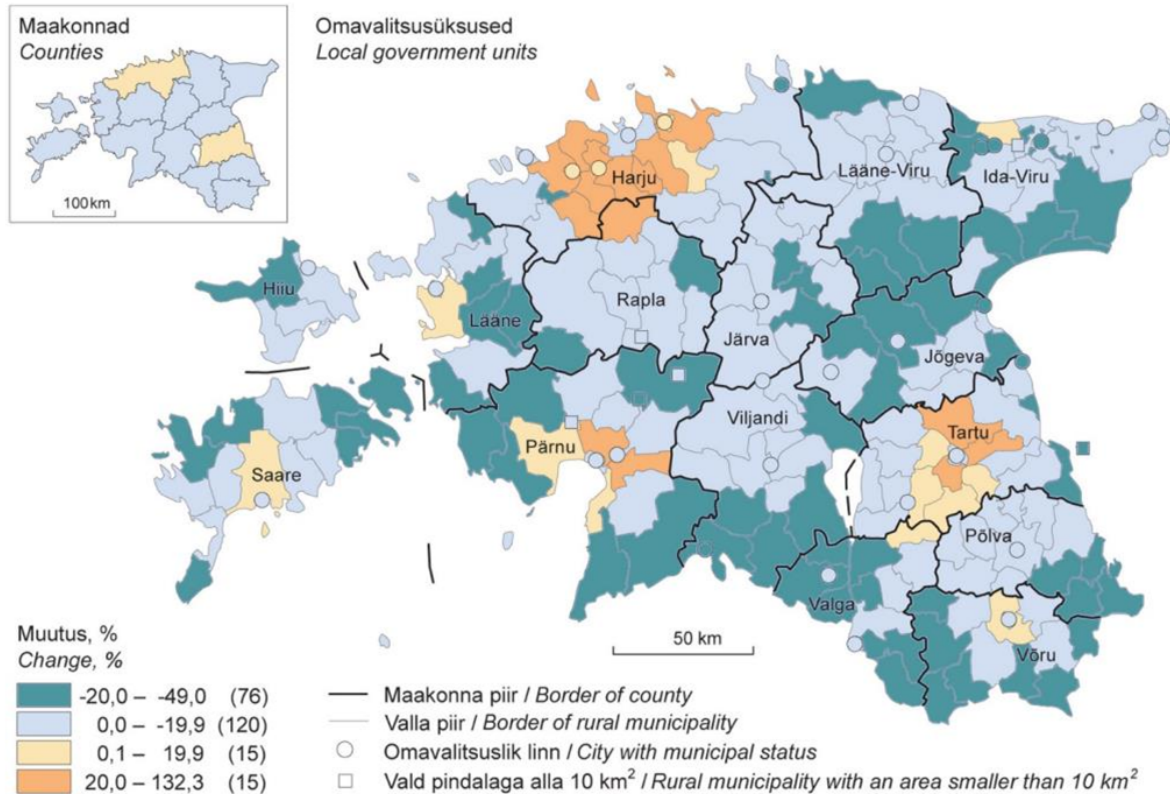 Maakonnad
Counties
100 km
Omavalitsusüksused
Local government units
Harju
Lääne-Viru
Ida-Viru
Hiiu
Lääne
Rapla
Järva
Jõgeva
Viljandi
Tartu
Pärnu
Saare
Põlva
Valga
Võru
50 km
Muutus, %
Change, %
-20,0 – -49,0 (76)
0,0 – -19,9 (120)
0,1 – 19,9 (15)
20,0 – 132,3 (15)
Maakonna piir / Border of county
Valla piir / Border of rural municipality
Omavalitsuslik linn / City with municipal status
Vald pindalaga alla 10 km² / Rural municipality with an area smaller than 10 km²